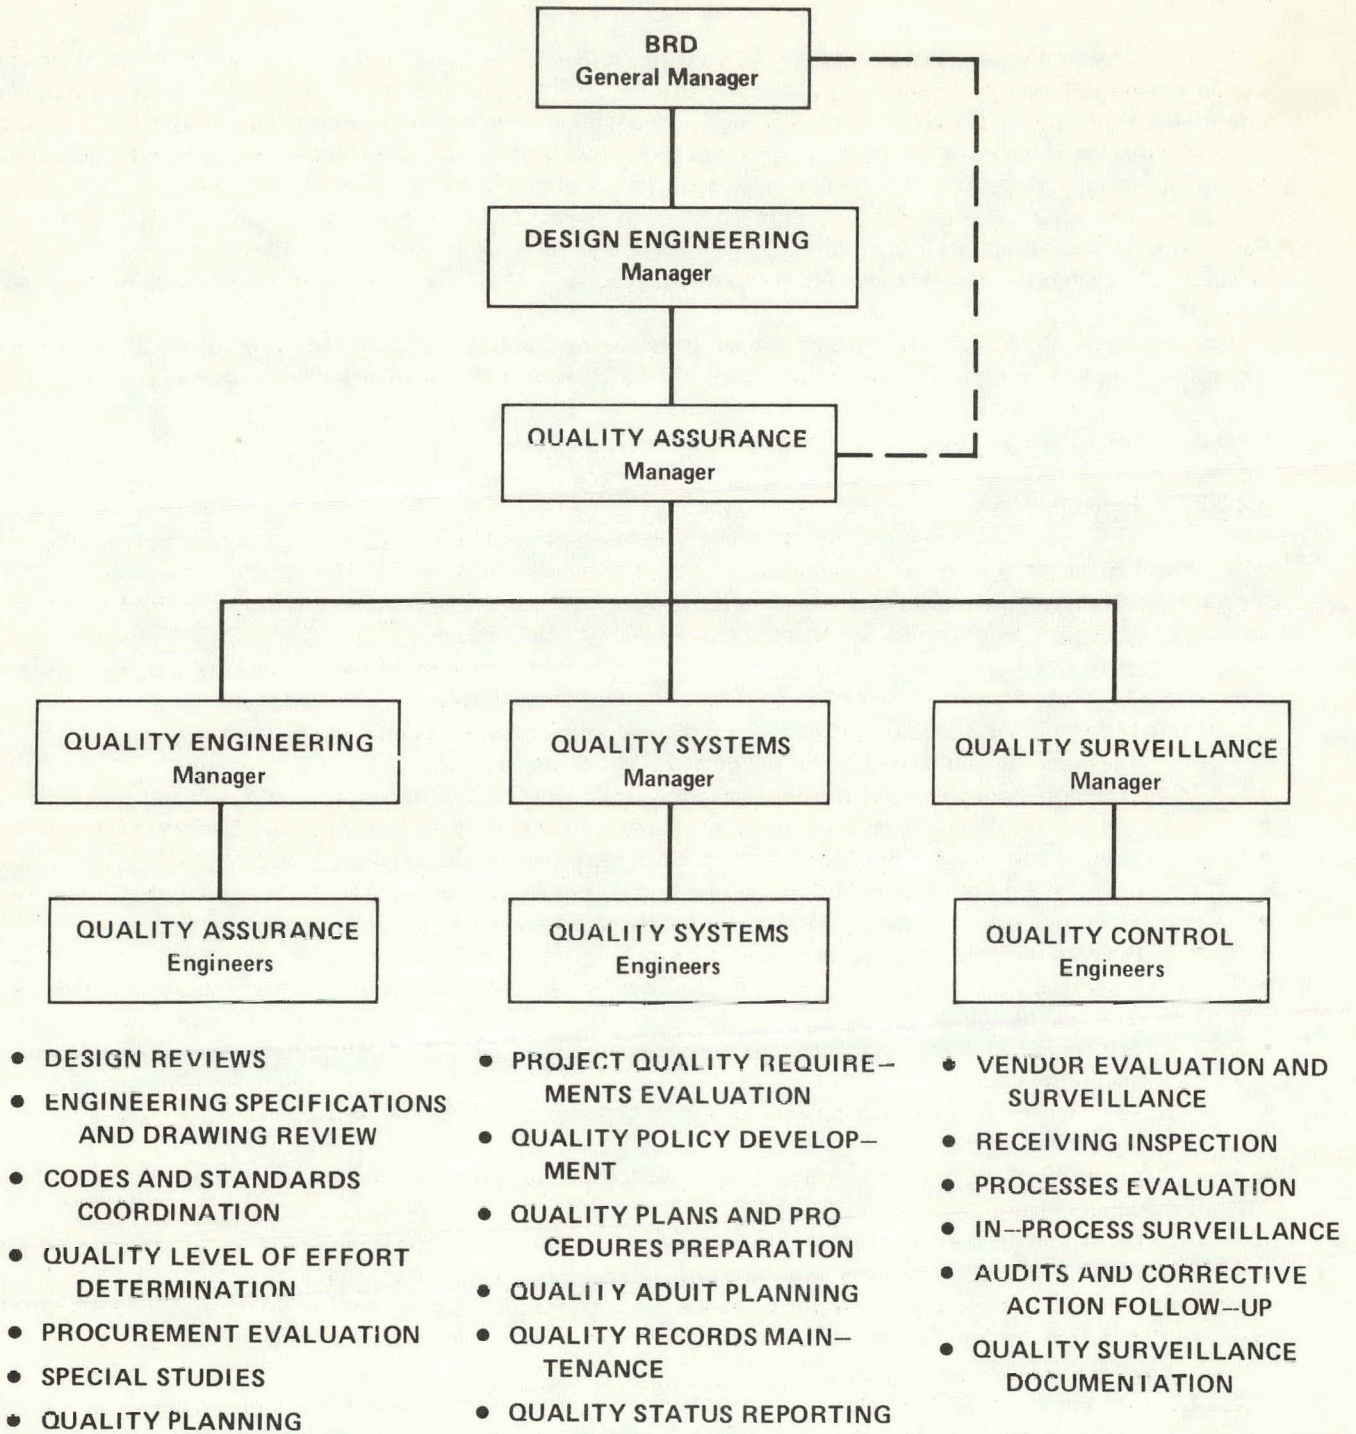 BRD
General Manager
DESIGN ENGINEERING
Manager
QUALITY ASSURANCE
Manager
QUALITY ENGINEERING
Manager
QUALITY SYSTEMS
Manager
QUALITY SURVEILLANCE
Manager
QUALITY ASSURANCE
Engineers
QUALITY SYSTEMS
Engineers
QUALITY CONTROL
Engineers
• DESIGN REVIEWS
• ENGINEERING SPECIFICATIONS
AND DRAWING REVIEW
• CODES AND STANDARDS
COORDINATION
• QUALITY LEVEL OF EFFORT
DETERMINATION
• PROCUREMENT EVALUATION
• SPECIAL STUDIES
• QUALITY PLANNING
• PROJECT QUALITY REQUIRE–
MENTS EVALUATION
• QUALITY POLICY DEVELOP–
MENT
• QUALITY PLANS AND PRO
CEDURES PREPARATION
• QUALITY ADUIT PLANNING
• QUALITY RECORDS MAIN–
TENANCE
• QUALITY STATUS REPORTING
• VENDOR EVALUATION AND
SURVEILLANCE
• RECEIVING INSPECTION
• PROCESSES EVALUATION
• IN–PROCESS SURVEILLANCE
• AUDITS AND CORRECTIVE
ACTION FOLLOW–UP
• QUALITY SURVEILLANCE
DOCUMENTATION